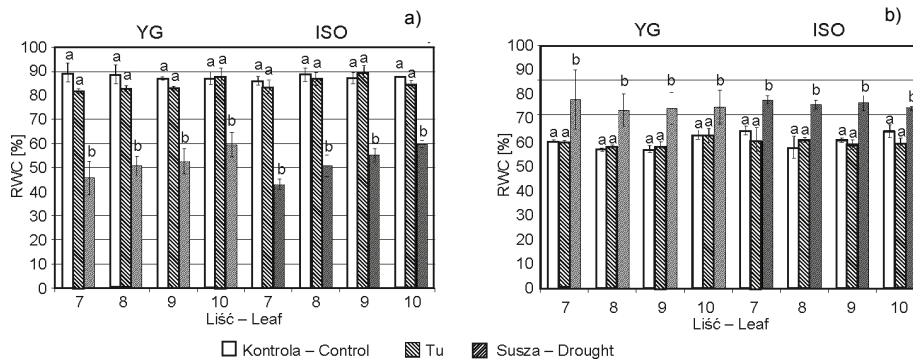 a)
YG ISO
RWC [%]
100
90
80
70
60
50
40
30
20
10
0
a a b a a b a a b a a b a a b a a b a a b a a b
7 8 9 10 7 8 9 10
Liść – Leaf
b)
YG ISO
RWC [%]
100
90
80
70
60
50
40
30
20
10
0
a a b a a b a a b a a b a a b a a b a a b a a b
7 8 9 10 7 8 9 10
Liść – Leaf
Kontrola – Control Tu Susza – Drought